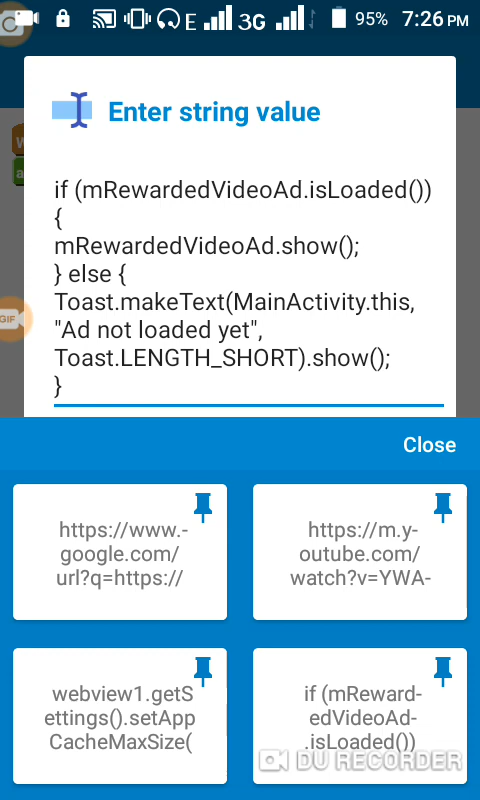 E 3G 95% 7:26 PM
Enter string value
if (mRewardedVideoAd.isLoaded())
{
mRewardedVideoAd.show();
} else {
Toast.makeText(MainActivity.this,
"Ad not loaded yet",
Toast.LENGTH_SHORT).show();
}
GIF
Close
https://www.-
google.com/
url?q=https://
https://m.y-
outube.com/
watch?v=YWA-
webview1.getS
ettings().setApp
CacheMaxSize(
if (mReward-
edVideoAd-
.isLoaded())
DU RECORDER